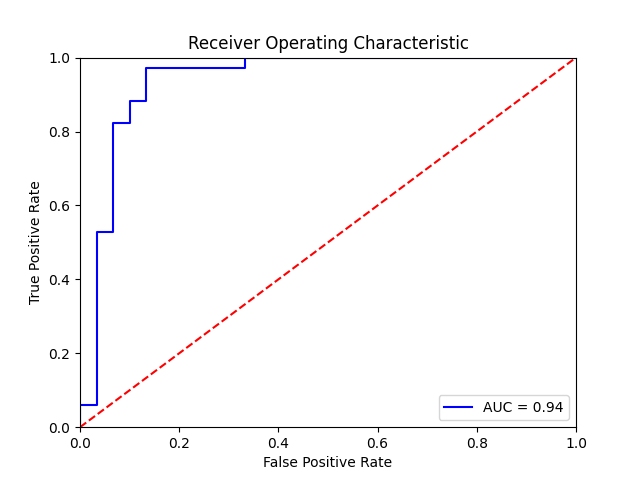 Receiver Operating Characteristic
1.0
0.8
0.6
0.4
0.2
0.0
True Positive Rate
AUC = 0.94
0.0 0.2 0.4 0.6 0.8 1.0
False Positive Rate